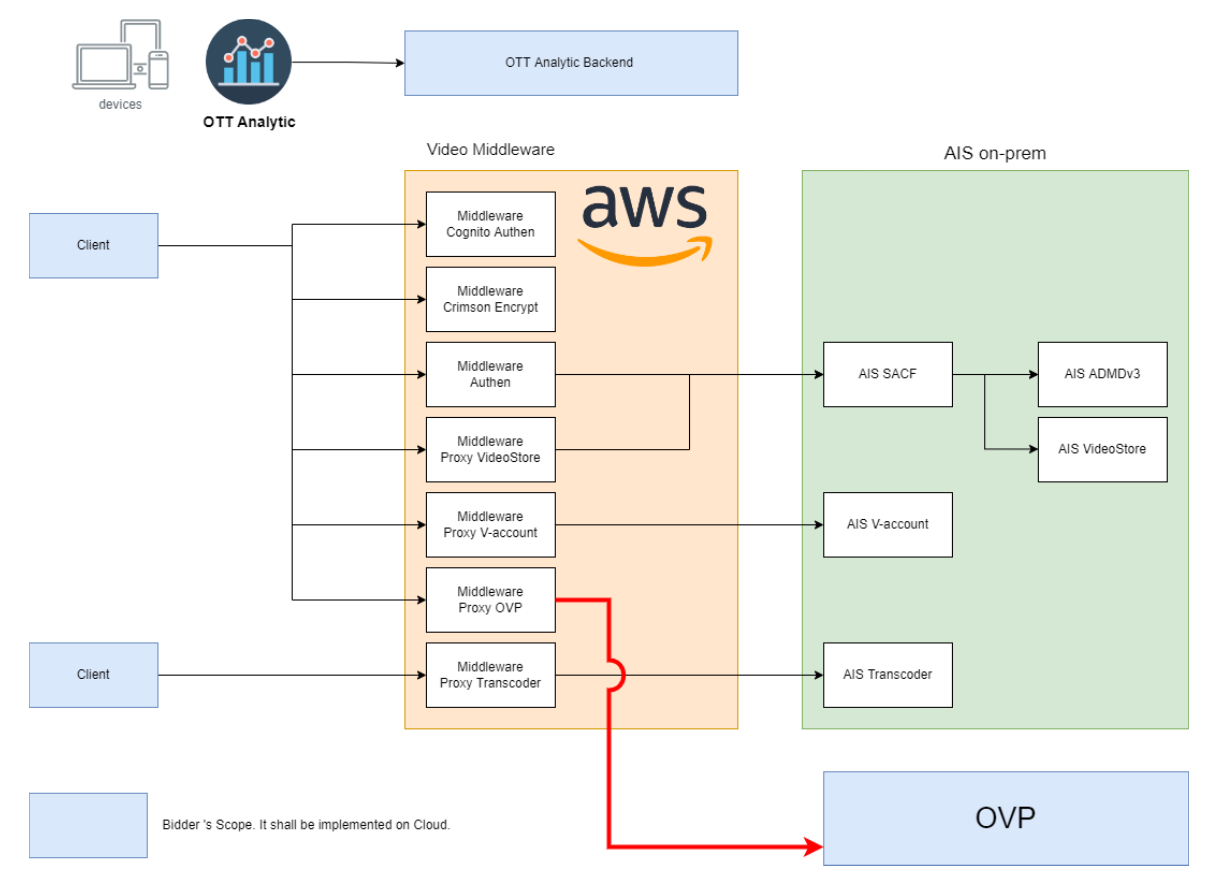 devices
OTT Analytic
OTT Analytic Backend
Video Middleware
AIS on-prem
aws
Client
Middleware
Cognito Authen
Middleware
Crimson Encrypt
Middleware
Authen
AIS SACF
AIS ADMDv3
Middleware
Proxy VideoStore
AIS VideoStore
Middleware
Proxy V-account
AIS V-account
Middleware
Proxy OVP
Client
Middleware
Proxy Transcoder
AIS Transcoder
Bidder 's Scope. It shall be implemented on Cloud.
OVP